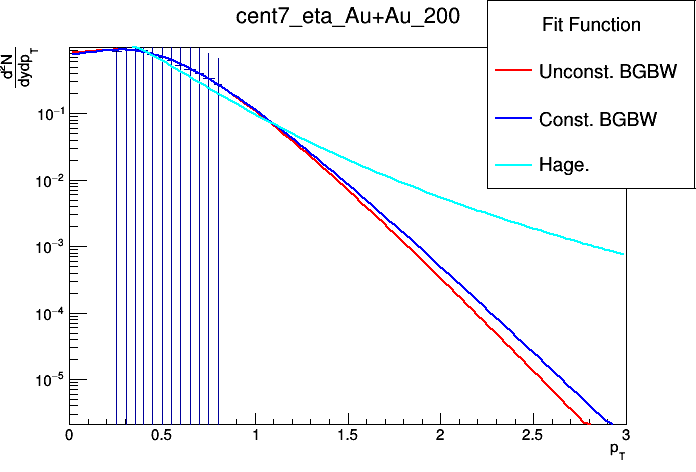 cent7_eta_Au+Au_200
Fit Function
Unconst. BGBW
Const. BGBW
Hage.
d²N
dydp_T
10⁻¹
10⁻²
10⁻³
10⁻⁴
10⁻⁵
0 0.5 1 1.5 2 2.5 3
p_T